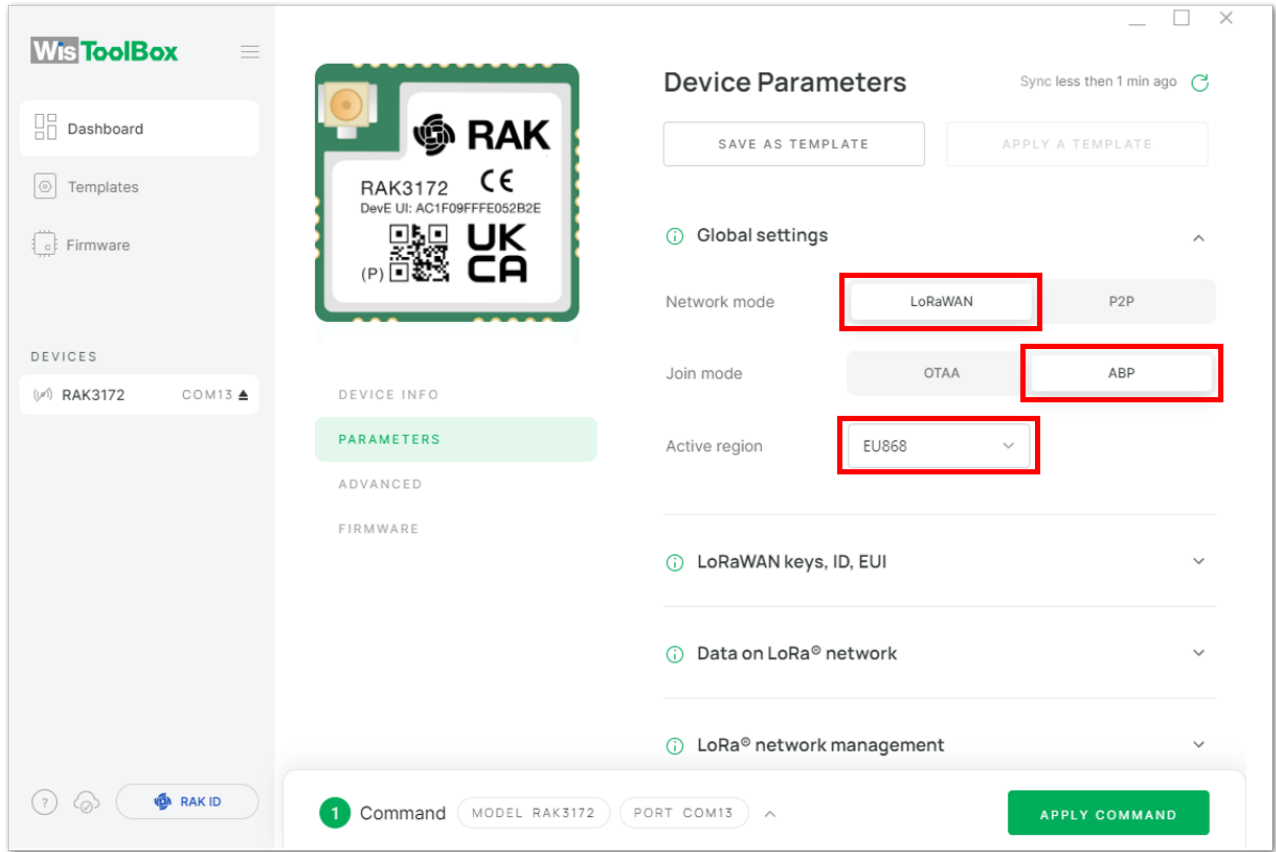 WisToolBox
Dashboard
Templates
Firmware
DEVICES
RAK3172 COM13
? RAK ID
RAK
RAK3172 CE
DevE UI: AC1F09FFFE052B2E
(P) UK
CA
DEVICE INFO
PARAMETERS
ADVANCED
FIRMWARE
Device Parameters Sync less then 1 min ago
SAVE AS TEMPLATE APPLY A TEMPLATE
Global settings
Network mode LoRaWAN P2P
Join mode OTAA ABP
Active region EU868
LoRaWAN keys, ID, EUI
Data on LoRa® network
LoRa® network management
1 Command MODEL RAK3172 PORT COM13 APPLY COMMAND